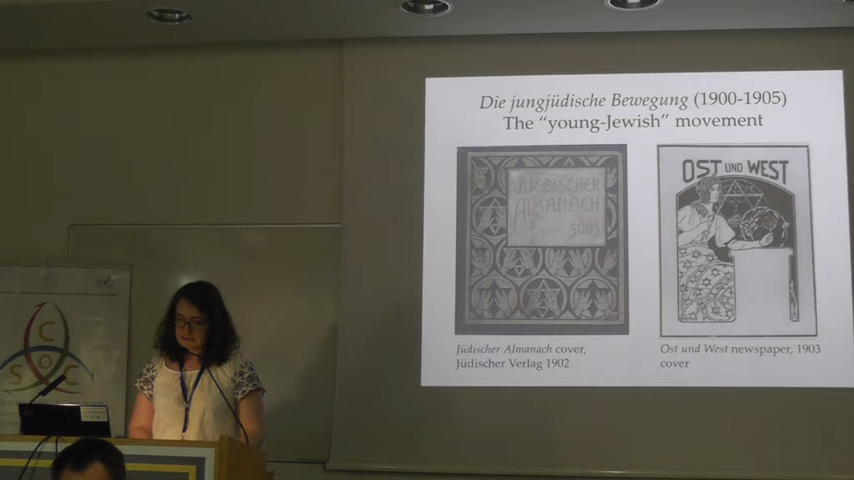 Die jungjüdische Bewegung (1900-1905)
The "young-Jewish" movement
JUEDISCHER
ALMANACH
5663
OST UND WEST
Jüdischer Almanach cover,
Jüdischer Verlag 1902
Ost und West newspaper, 1903
cover
C
S
O
C